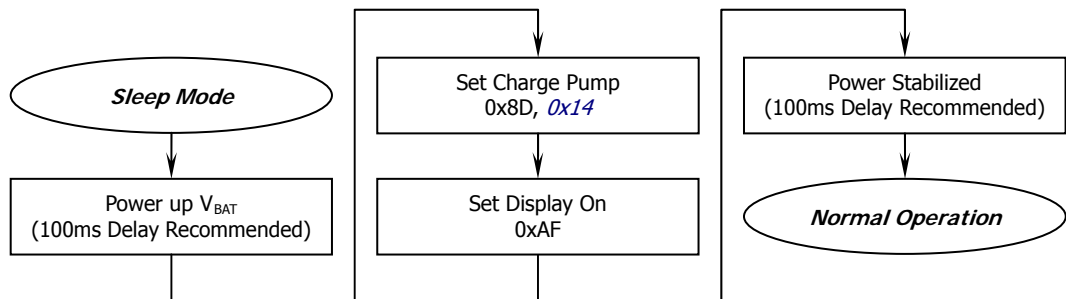 Sleep Mode
Power up VBAT
(100ms Delay Recommended)
Set Charge Pump
0x8D, 0x14
Set Display On
0xAF
Power Stabilized
(100ms Delay Recommended)
Normal Operation